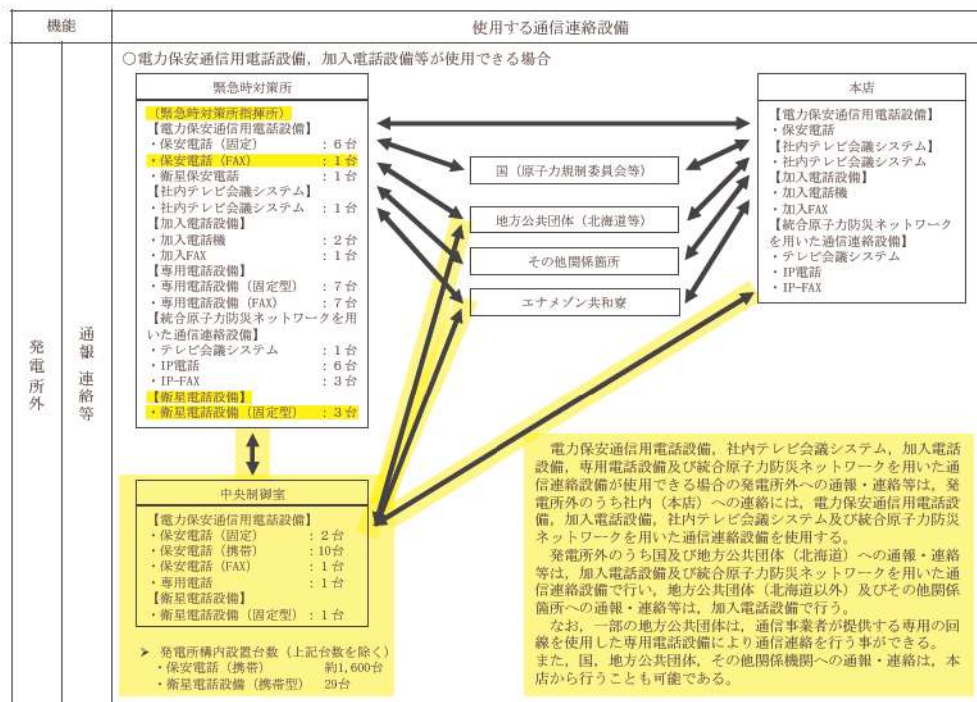 機能
使用する通信連絡設備
発電所外
通報連絡等
○電力保安通信用電話設備，加入電話設備等が使用できる場合
緊急時対策所
（緊急時対策所指揮所）
【電力保安通信用電話設備】
・保安電話（固定）　：6台
・保安電話（FAX）　：1台
・衛星保安電話　：1台
【社内テレビ会議システム】
・社内テレビ会議システム　：1台
【加入電話設備】
・加入電話機　：2台
・加入FAX　：1台
【専用電話設備】
・専用電話設備（固定型）：7台
・専用電話設備（FAX）　：7台
【統合原子力防災ネットワークを用
いた通信連絡設備】
・テレビ会議システム　：1台
・IP電話　：6台
・IP-FAX　：3台
【衛星電話設備】
・衛星電話設備（固定型）　：3台
国（原子力規制委員会等）
地方公共団体（北海道等）
その他関係箇所
エナメゾン共和寮
本店
【電力保安通信用電話設備】
・保安電話
【社内テレビ会議システム】
・社内テレビ会議システム
【加入電話設備】
・加入電話機
・加入FAX
【統合原子力防災ネットワーク
を用いた通信連絡設備】
・テレビ会議システム
・IP電話
・IP-FAX
中央制御室
【電力保安通信用電話設備】
・保安電話（固定）　：2台
・保安電話（携帯）　：10台
・保安電話（FAX）　：1台
・専用電話　：1台
【衛星電話設備】
・衛星電話設備（固定型）：1台
➤ 発電所構内設置台数（上記台数を除く）
・保安電話（携帯）　約1,600台
・衛星電話設備（携帯型）　29台
電力保安通信用電話設備，社内テレビ会議システム，加入電話
設備，専用電話設備及び統合原子力防災ネットワークを用いた通
信連絡設備が使用できる場合の発電所外への通報・連絡等は，発
電所外のうち社内（本店）への連絡には，電力保安通信用電話設
備，加入電話設備，社内テレビ会議システム及び統合原子力防災
ネットワークを用いた通信連絡設備を使用する。
発電所外のうち国及び地方公共団体（北海道）への通報・連絡
等は，加入電話設備及び統合原子力防災ネットワークを用いた通
信連絡設備で行い，地方公共団体（北海道以外）及びその他関係
箇所への通報・連絡等は，加入電話設備で行う。
なお，一部の地方公共団体は，通信事業者が提供する専用の回
線を使用した専用電話設備により通信連絡を行う事ができる。
また，国，地方公共団体，その他関係機関への通報・連絡は，本
店から行うことも可能である。